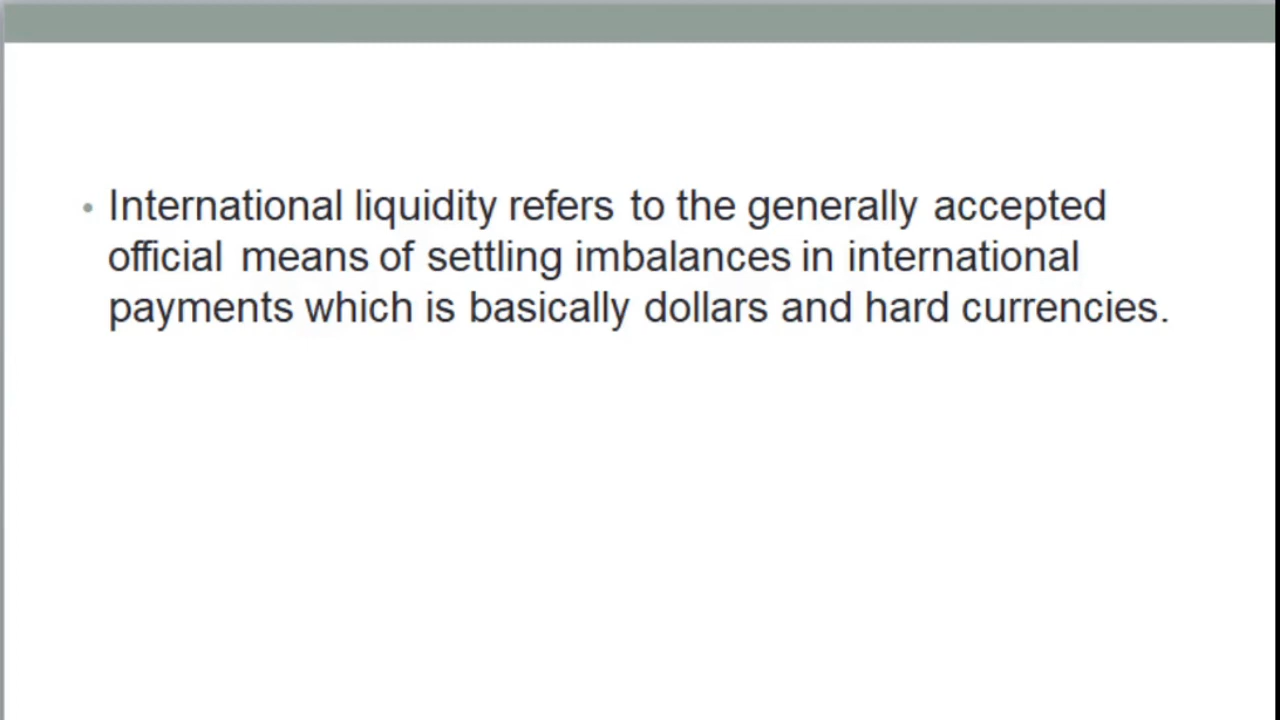 • International liquidity refers to the generally accepted
official means of settling imbalances in international
payments which is basically dollars and hard currencies.